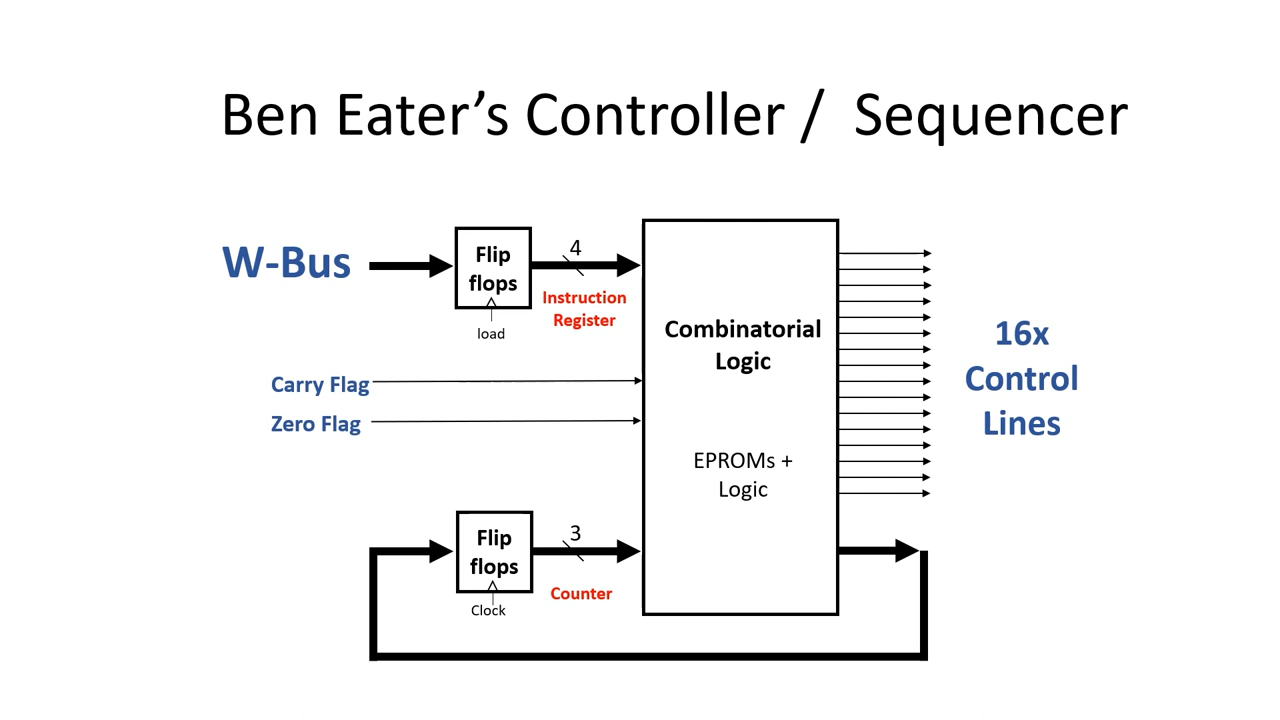 Ben Eater's Controller /  Sequencer
W-Bus
Flip
flops
load
4
Instruction
Register
Carry Flag
Zero Flag
Combinatorial
Logic
EPROMs +
Logic
16x
Control
Lines
Flip
flops
Clock
3
Counter